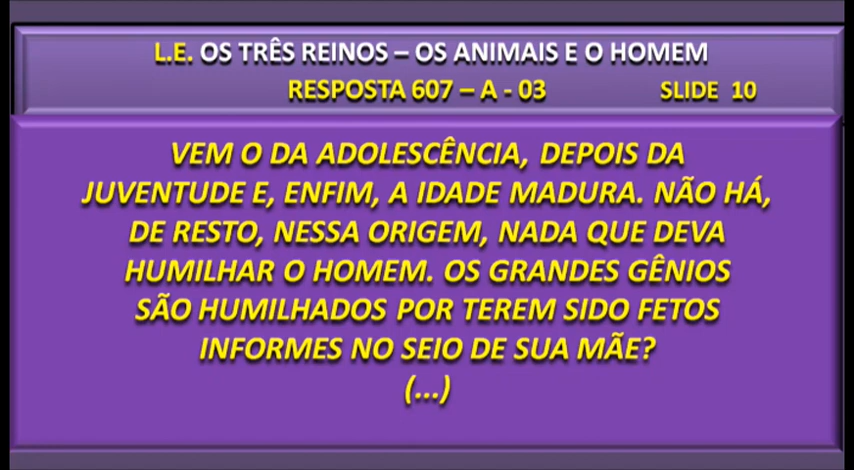 L.E. OS TRÊS REINOS – OS ANIMAIS E O HOMEM
RESPOSTA 607 – A - 03 SLIDE 10
VEM O DA ADOLESCÊNCIA, DEPOIS DA
JUVENTUDE E, ENFIM, A IDADE MADURA. NÃO HÁ,
DE RESTO, NESSA ORIGEM, NADA QUE DEVA
HUMILHAR O HOMEM. OS GRANDES GÊNIOS
SÃO HUMILHADOS POR TEREM SIDO FETOS
INFORMES NO SEIO DE SUA MÃE?
(...)